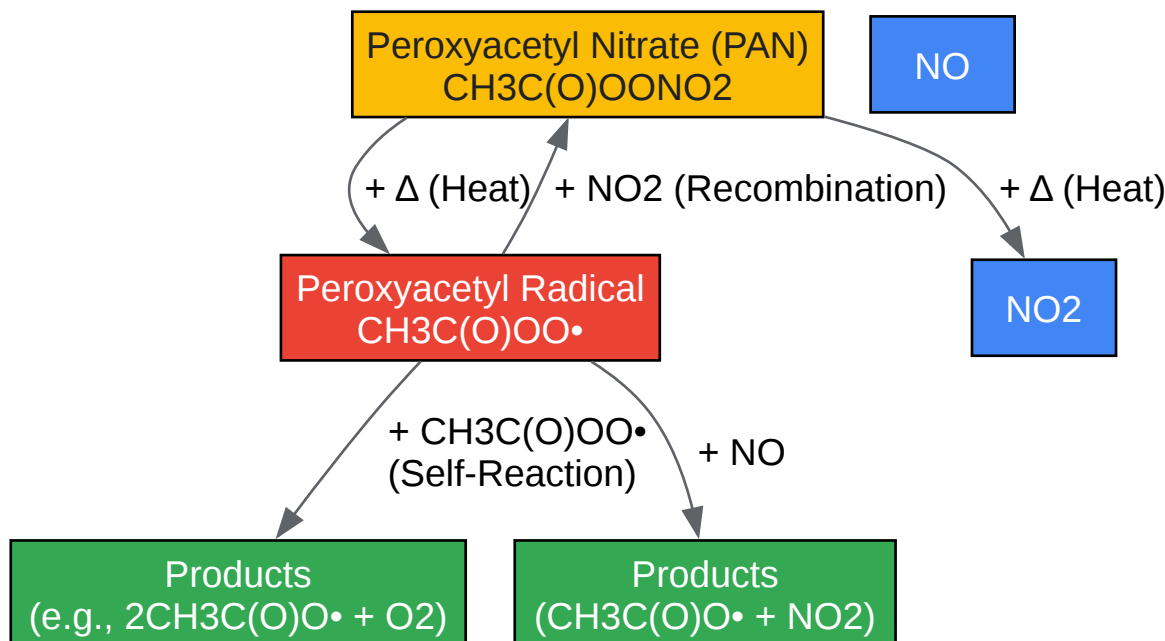 Peroxyacetyl Nitrate (PAN)
CH3C(O)OONO2
NO
+ Δ (Heat)
+ NO2 (Recombination)
+ Δ (Heat)
Peroxyacetyl Radical
CH3C(O)OO•
NO2
+ CH3C(O)OO•
(Self-Reaction)
+ NO
Products
(e.g., 2CH3C(O)O• + O2)
Products
(CH3C(O)O• + NO2)